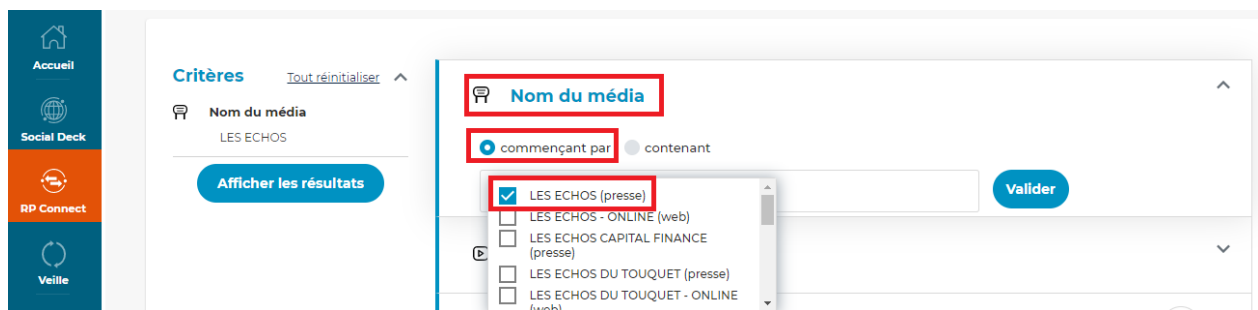 Accueil
Social Deck
RP Connect
Veille
Critères Tout réinitialiser
Nom du média
LES ECHOS
Afficher les résultats
Nom du média
commençant par contenant
LES ECHOS (presse)
LES ECHOS - ONLINE (web)
LES ECHOS CAPITAL FINANCE
(presse)
LES ECHOS DU TOUQUET (presse)
LES ECHOS DU TOUQUET - ONLINE
(web)
Valider